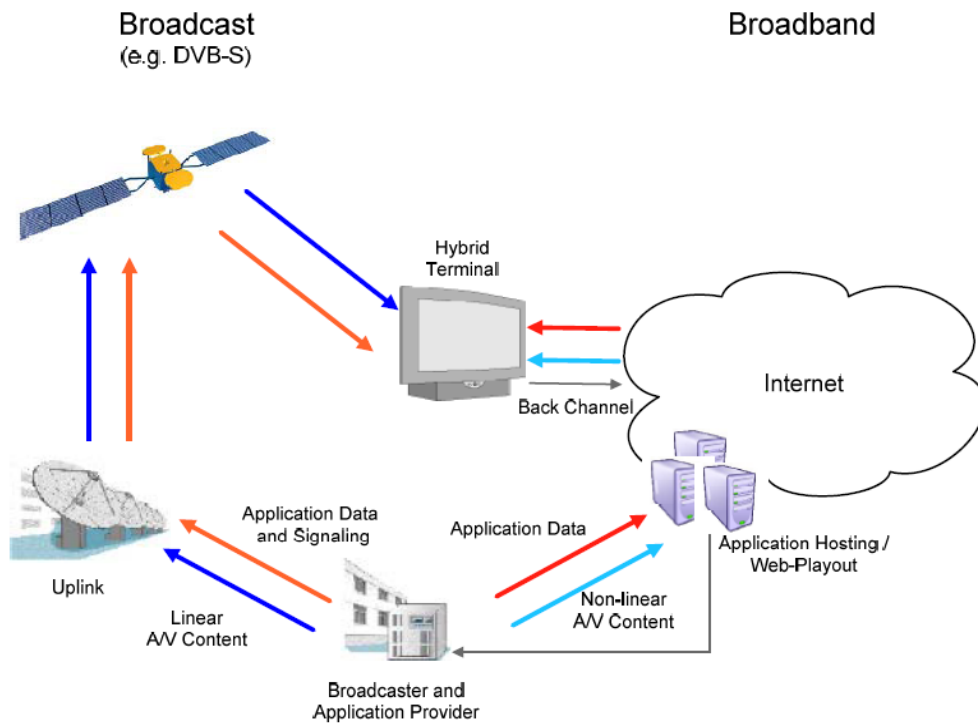 Broadcast
(e.g. DVB-S)
Broadband
Hybrid
Terminal
Internet
Back Channel
Application Data
and Signaling
Application Data
Application Hosting /
Web-Playout
Uplink
Linear
A/V Content
Non-linear
A/V Content
Broadcaster and
Application Provider